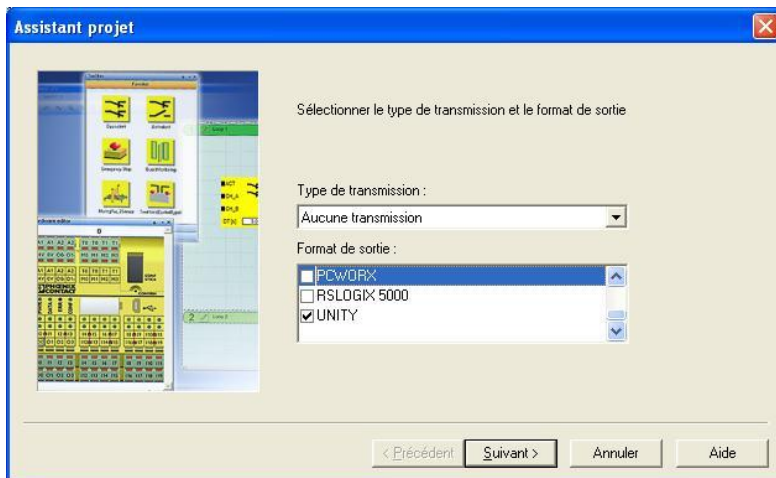 Assistant projet
Sélectionner le type de transmission et le format de sortie
Type de transmission :
Aucune transmission
Format de sortie :
PCWORX
RSLOGIX 5000
UNITY
PHOENIX
CONTACT
< Précédent
Suivant >
Annuler
Aide